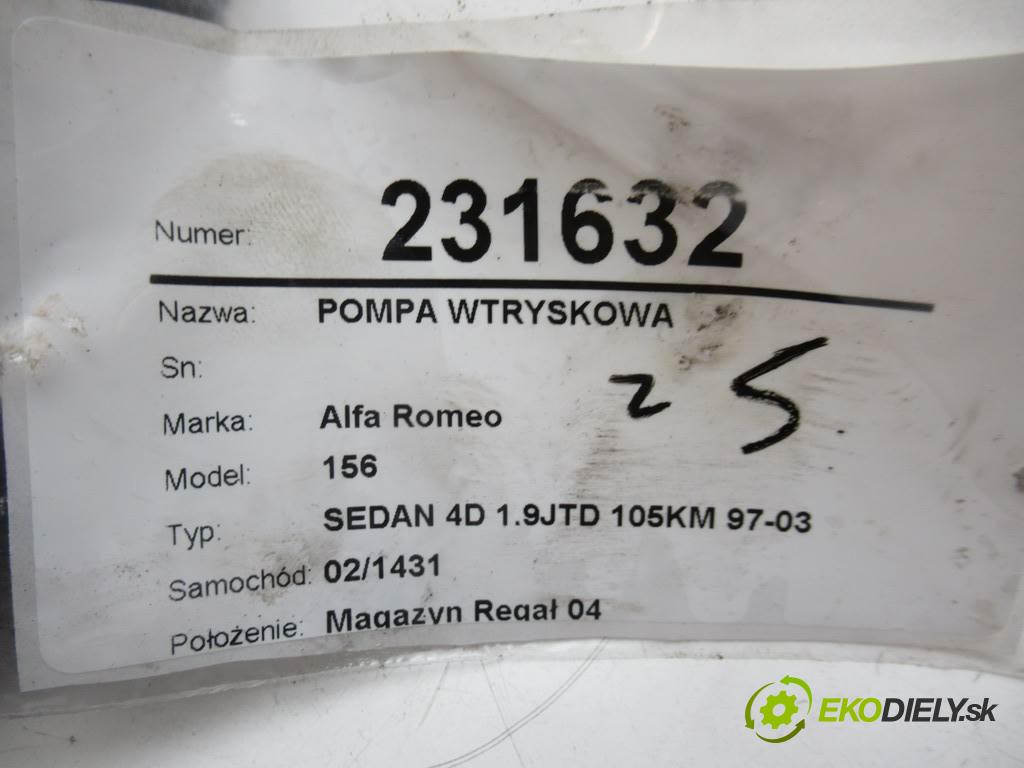 Numer: 231632
Nazwa: POMPA WTRYSKOWA
Sn:
2 5
Marka: Alfa Romeo
Model: 156
Typ: SEDAN 4D 1.9JTD 105KM 97-03
Samochód: 02/1431
Położenie: Magazyn Regał 04
EKODIELY.sk